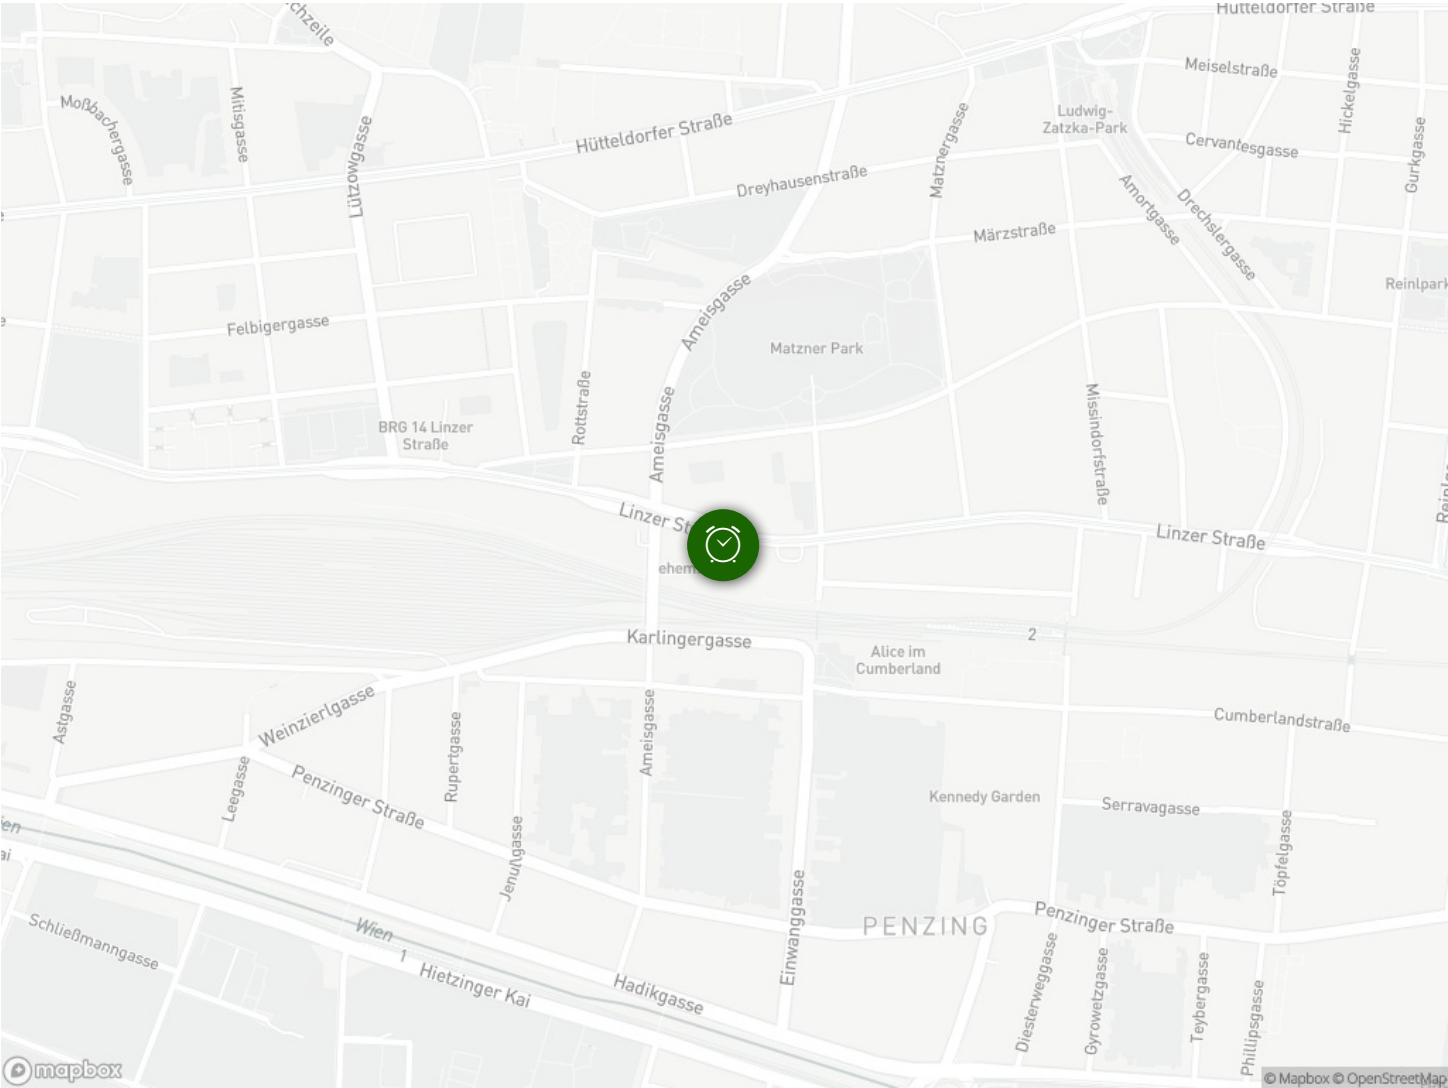 Hütteldorfer Straße
Meiselstraße
Hickelgasse
Moßbachergasse
Mitisgasse
Lützowgasse
Hütteldorfer Straße
Ludwig-
Zatzka-Park
Cervantesgasse
Gurkgasse
Matznergasse
Dreyhausenstraße
Amortgasse
Drechslergasse
Märzstraße
Reinlpark
Ameisgasse
Felbigergasse
Matzner Park
Rottstraße
Ameisgasse
Missindorfstraße
BRG 14 Linzer
Straße
Linzer Straße
2
Karlingergasse
Alice im
Cumberland
Astgasse
Weinzierlgasse
Rupertgasse
Ameisgasse
Cumberlandstraße
Leegasse
Penzinger Straße
Kennedy Garden
Serravagasse
Töpfelgasse
Jenullgasse
Einwanggasse
PENZING
Penzinger Straße
Schließmanngasse
Wien
1
Hietzinger Kai
Hadikgasse
Diesterweggasse
Gyrowetzgasse
Teybergasse
Phillipsgasse
mapbox
© Mapbox © OpenStreetMap